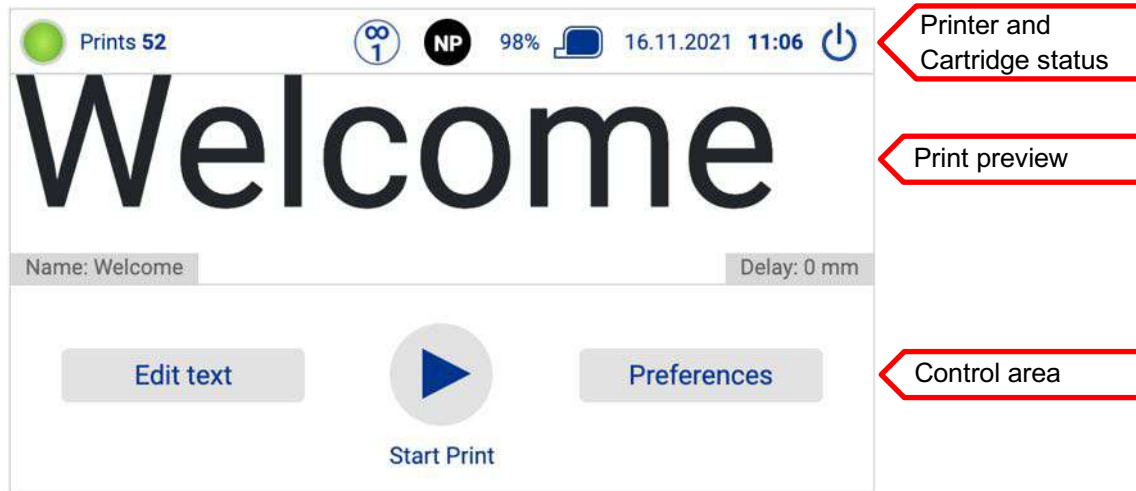 Prints 52 ∞ 1 NP 98% 16.11.2021 11:06
Printer and
Cartridge status
Welcome
Print preview
Name: Welcome Delay: 0 mm
Edit text Preferences
Control area
Start Print